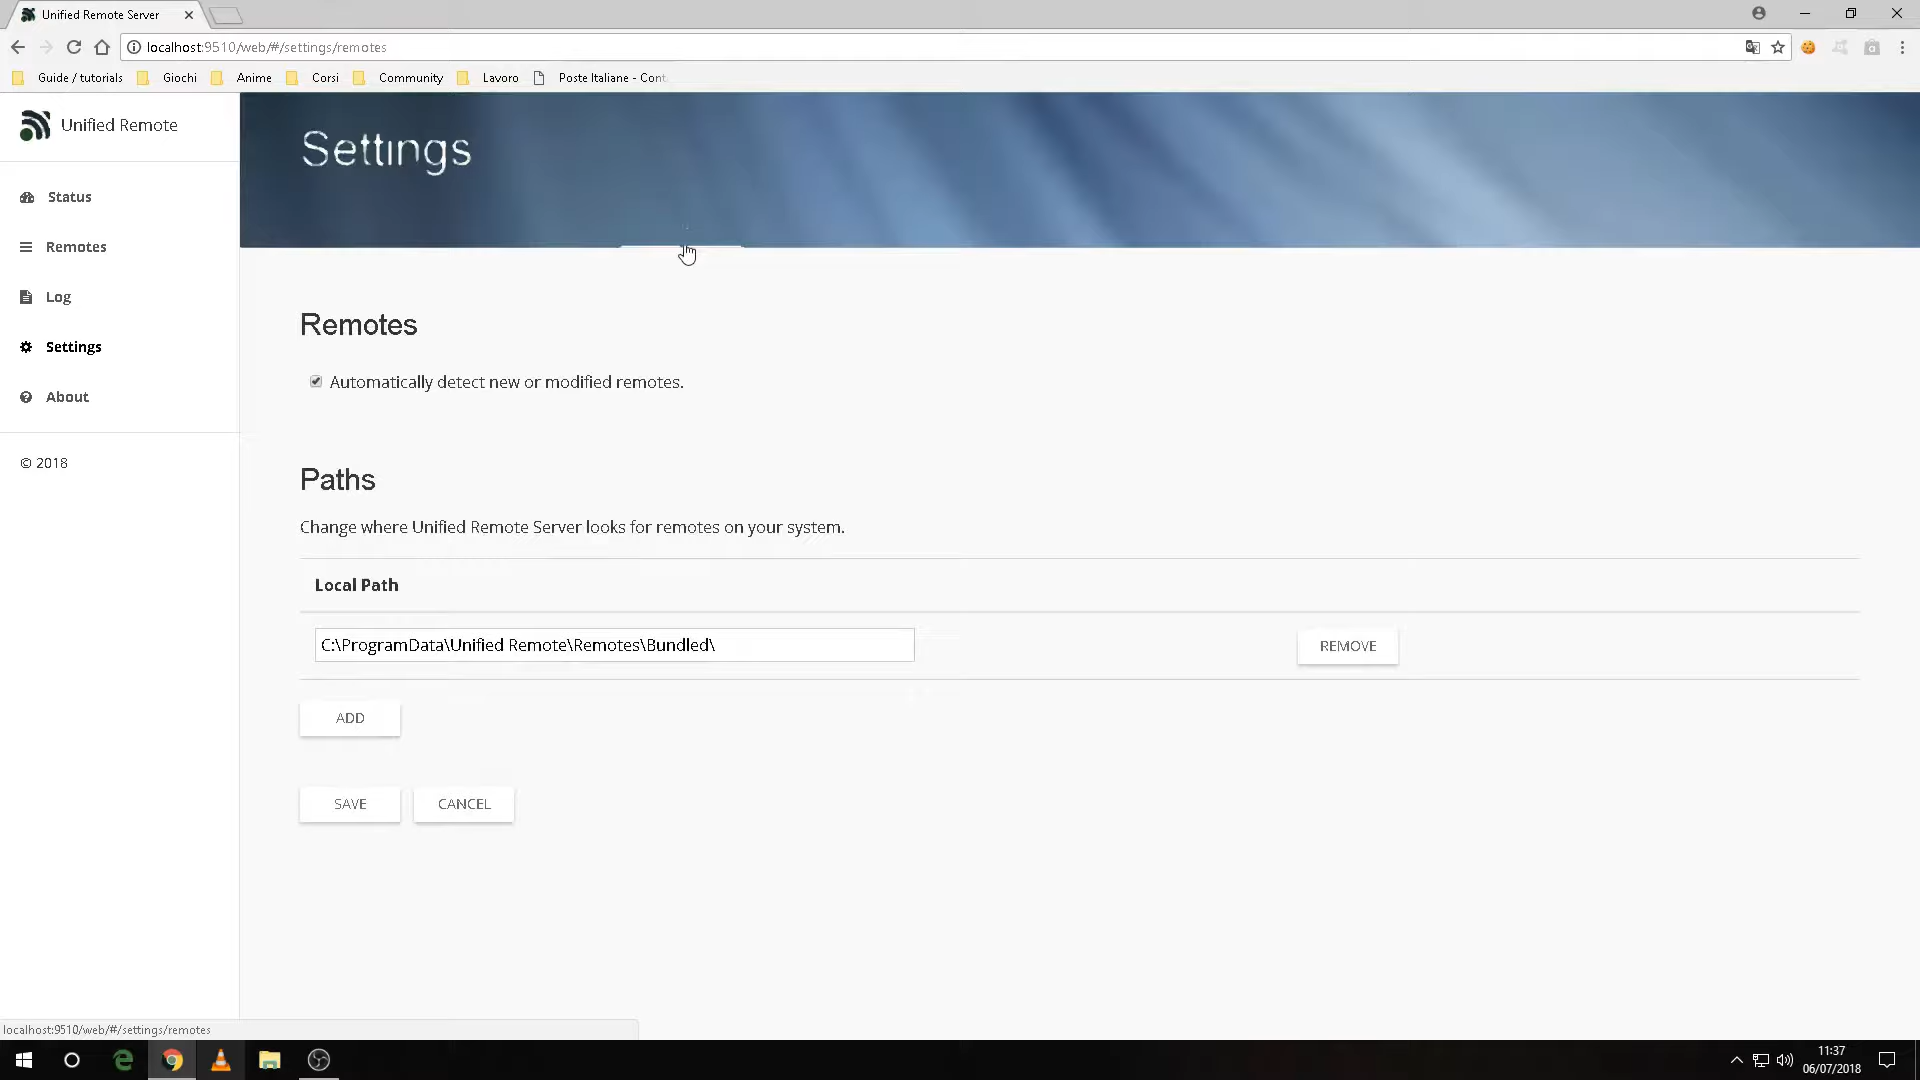 Unified Remote Server
localhost:9510/web/#/settings/remotes
Guide / tutorials Giochi Anime Corsi Community Lavoro Poste Italiane - Cont
Unified Remote
Settings
Status
Remotes
Log
Settings
About
© 2018
Remotes
Automatically detect new or modified remotes.
Paths
Change where Unified Remote Server looks for remotes on your system.
Local Path
C:\ProgramData\Unified Remote\Remotes\Bundled\
REMOVE
ADD
SAVE CANCEL
localhost:9510/web/#/settings/remotes
11:37
06/07/2018